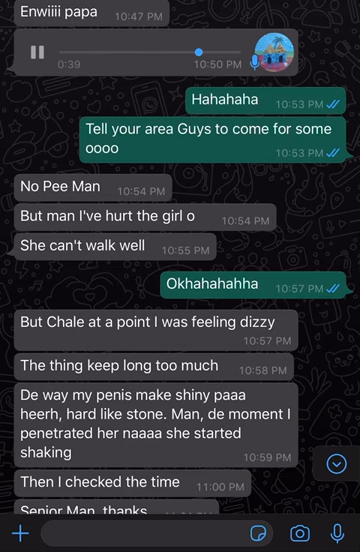 Enwiiii papa
10:47 PM
0:39
10:50 PM
Hahahaha
10:53 PM
Tell your area Guys to come for some
oooo
10:53 PM
No Pee Man
10:54 PM
But man I've hurt the girl o
10:54 PM
She can't walk well
10:55 PM
Okhahahahha
10:57 PM
But Chale at a point I was feeling dizzy
10:57 PM
The thing keep long too much
10:58 PM
De way my penis make shiny paaa
heerh, hard like stone. Man, de moment I
penetrated her naaaa she started
shaking
10:59 PM
Then I checked the time
11:00 PM
Senior Man, thanks